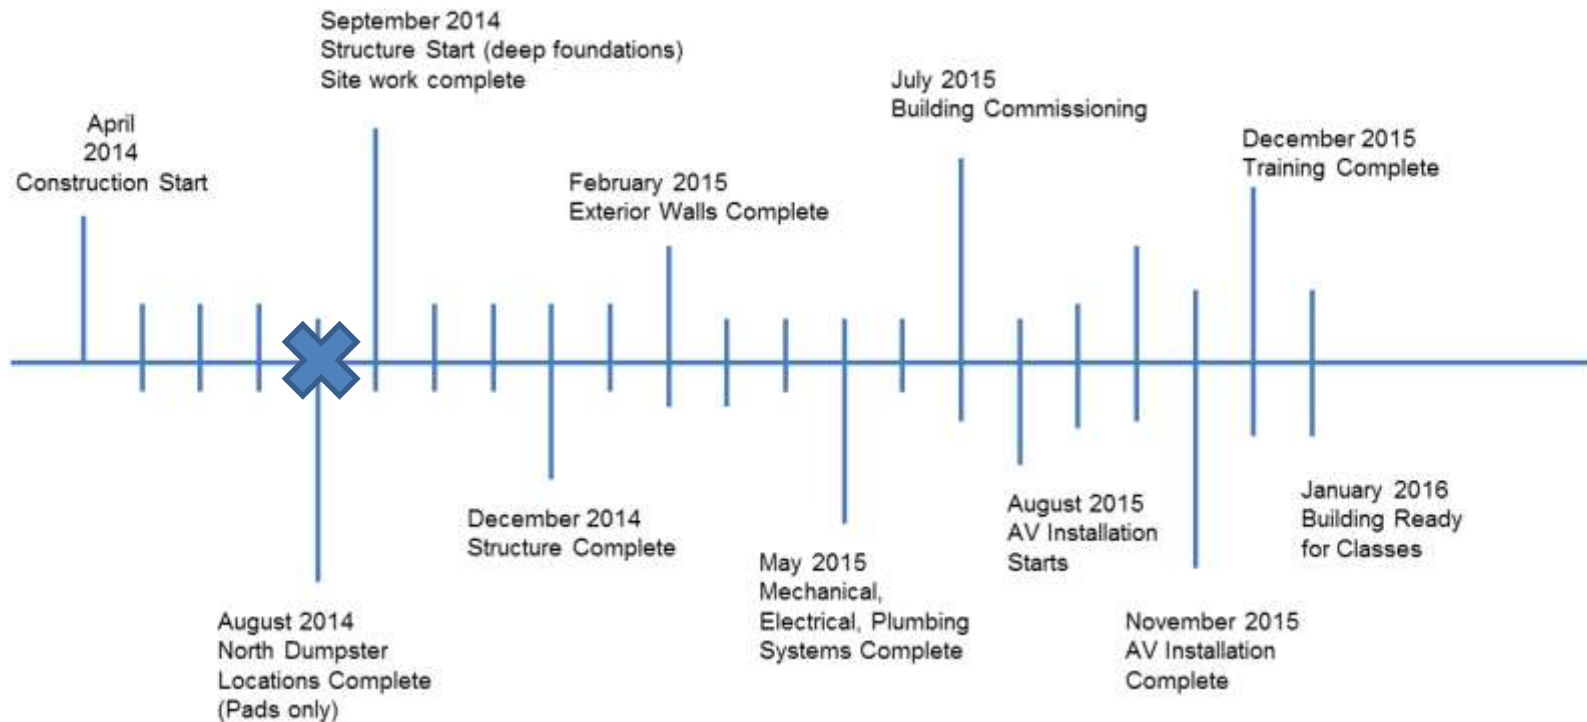 April
2014
Construction Start
September 2014
Structure Start (deep foundations)
Site work complete
February 2015
Exterior Walls Complete
July 2015
Building Commissioning
December 2015
Training Complete
August 2014
North Dumpster
Locations Complete
(Pads only)
December 2014
Structure Complete
May 2015
Mechanical,
Electrical, Plumbing
Systems Complete
August 2015
AV Installation
Starts
November 2015
AV Installation
Complete
January 2016
Building Ready
for Classes